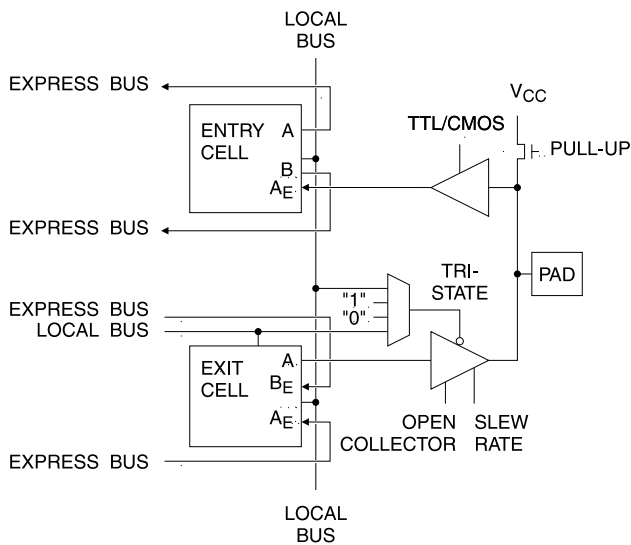 LOCAL
BUS
EXPRESS BUS
VCC
TTL/CMOS
ENTRY
CELL
A
PULL-UP
B
AE
EXPRESS BUS
TRI-
STATE
PAD
"1"
"0"
EXPRESS BUS
LOCAL BUS
EXIT
CELL
A
BE
AE
OPEN
COLLECTOR
SLEW
RATE
EXPRESS BUS
LOCAL
BUS